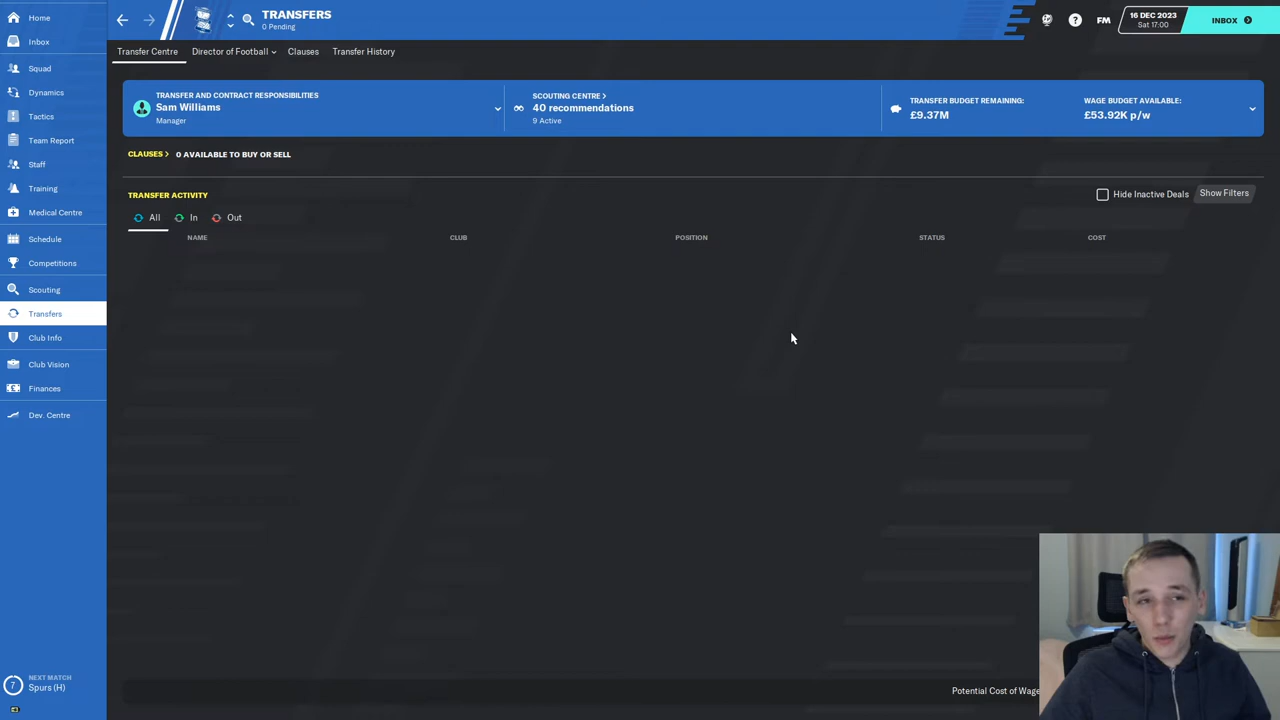 Home
Inbox
Squad
Dynamics
Tactics
Team Report
Staff
Training
Medical Centre
Schedule
Competitions
Scouting
Transfers
Club Info
Club Vision
Finances
Dev. Centre
7
NEXT MATCH
Spurs (H)
TRANSFERS
0 Pending
?
FM
16 DEC 2023
Sat 17:00
INBOX
Transfer Centre
Director of Football
Clauses
Transfer History
TRANSFER AND CONTRACT RESPONSIBILITIES
Sam Williams
Manager
SCOUTING CENTRE >
40 recommendations
9 Active
TRANSFER BUDGET REMAINING:
£9.37M
WAGE BUDGET AVAILABLE:
£53.92K p/w
CLAUSES > 0 AVAILABLE TO BUY OR SELL
TRANSFER ACTIVITY
Hide Inactive Deals
Show Filters
All
In
Out
NAME CLUB POSITION STATUS COST
Potential Cost of Wage